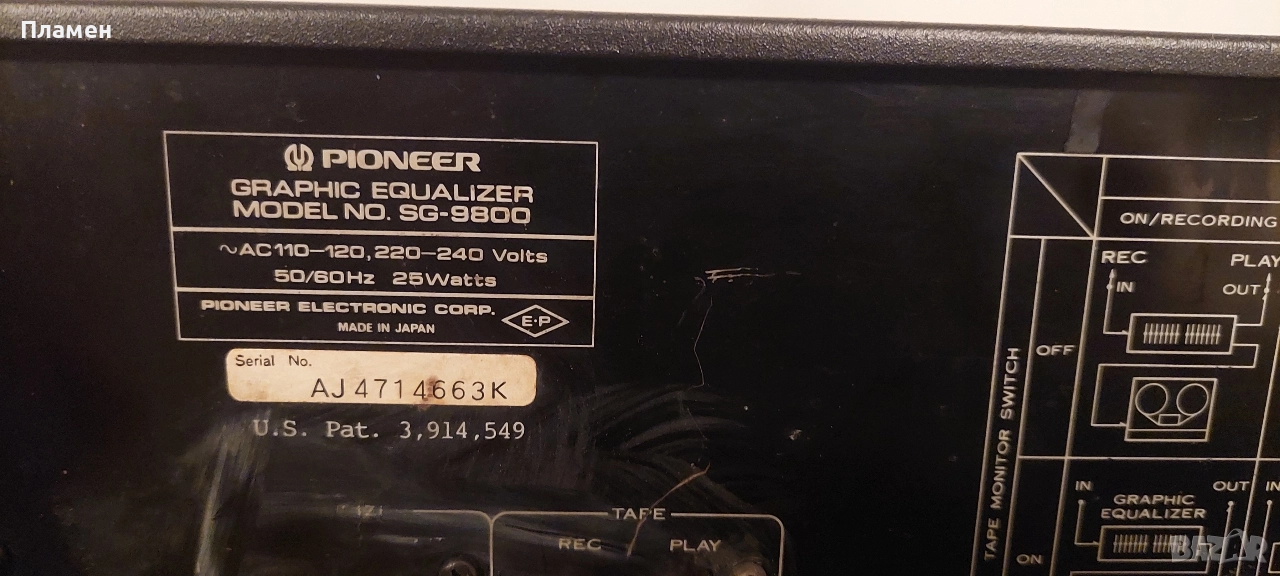 Пламен
PIONEER
GRAPHIC EQUALIZER
MODEL NO. SG-9800
~AC110-120, 220-240 Volts
50/60Hz 25Watts
PIONEER ELECTRONIC CORP.
MADE IN JAPAN
E·P
Serial No.
AJ4714663K
U.S. Pat. 3,914,549
TAPE
REC PLAY
ON/RECORDING
REC PLAY
IN OUT
TAPE MONITOR SWITCH
OFF
IN OUT IN
GRAPHIC
EQUALIZER
ON
BAZAR